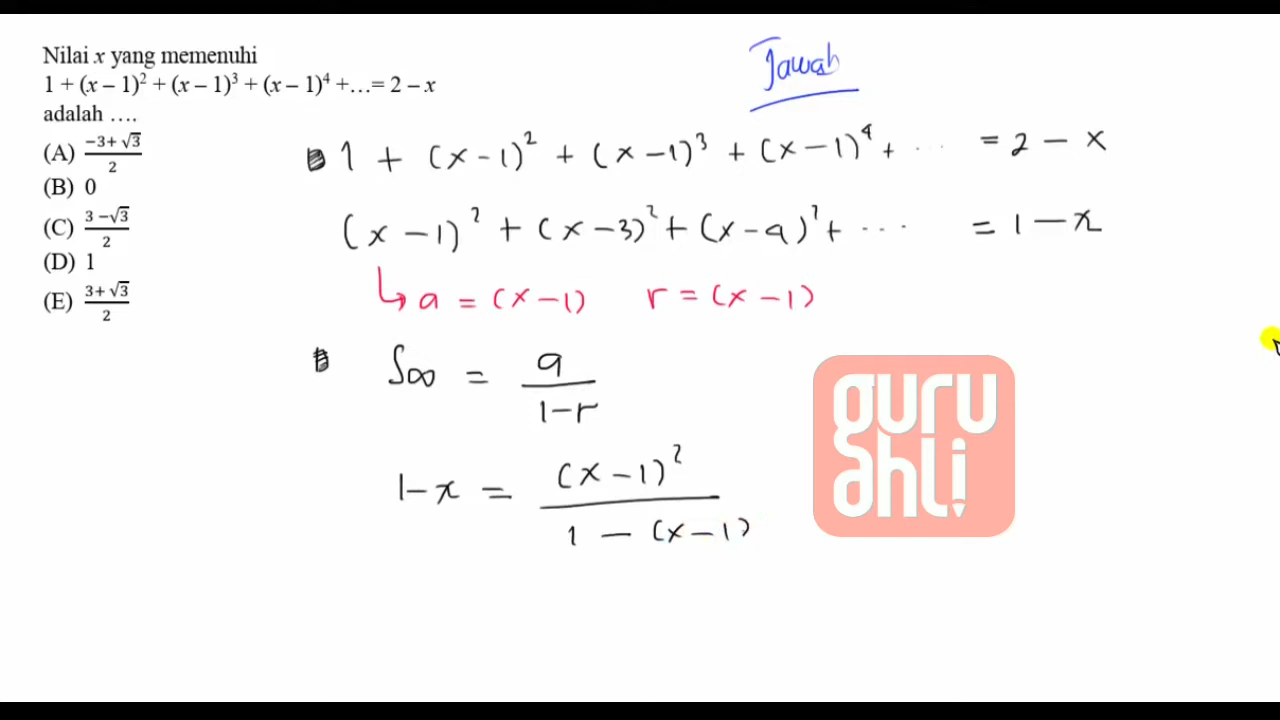 Nilai x yang memenuhi
1 + (x – 1)² + (x – 1)³ + (x – 1)⁴ +…= 2 – x
adalah ….
(A) (–3+ √3)/2
(B) 0
(C) (3 –√3)/2
(D) 1
(E) (3+ √3)/2
Jawab
1 + (x – 1)² + (x – 1)³ + (x – 1)⁴ + ... = 2 – x
(x – 1)² + (x – 3)² + (x – 4)² + ... = 1 – x
↳ a = (x – 1) r = (x – 1)
S∞ = a/(1 – r)
1 – x = (x – 1)²/(1 – (x – 1))
guru
ahli